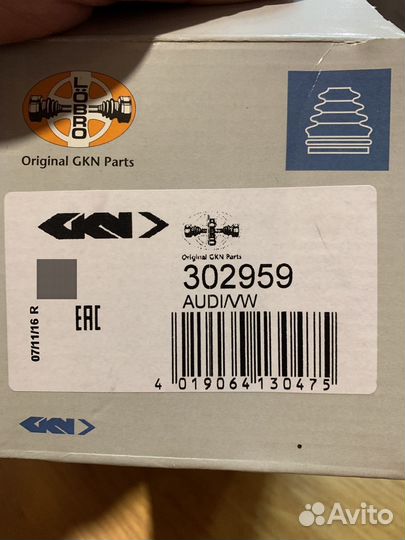 LÖBRO
Original GKN Parts
GKN
Original GKN Parts
302959
AUDI/VW
07/11/16 R
EAC
4 019064 130475
GKN
Avito